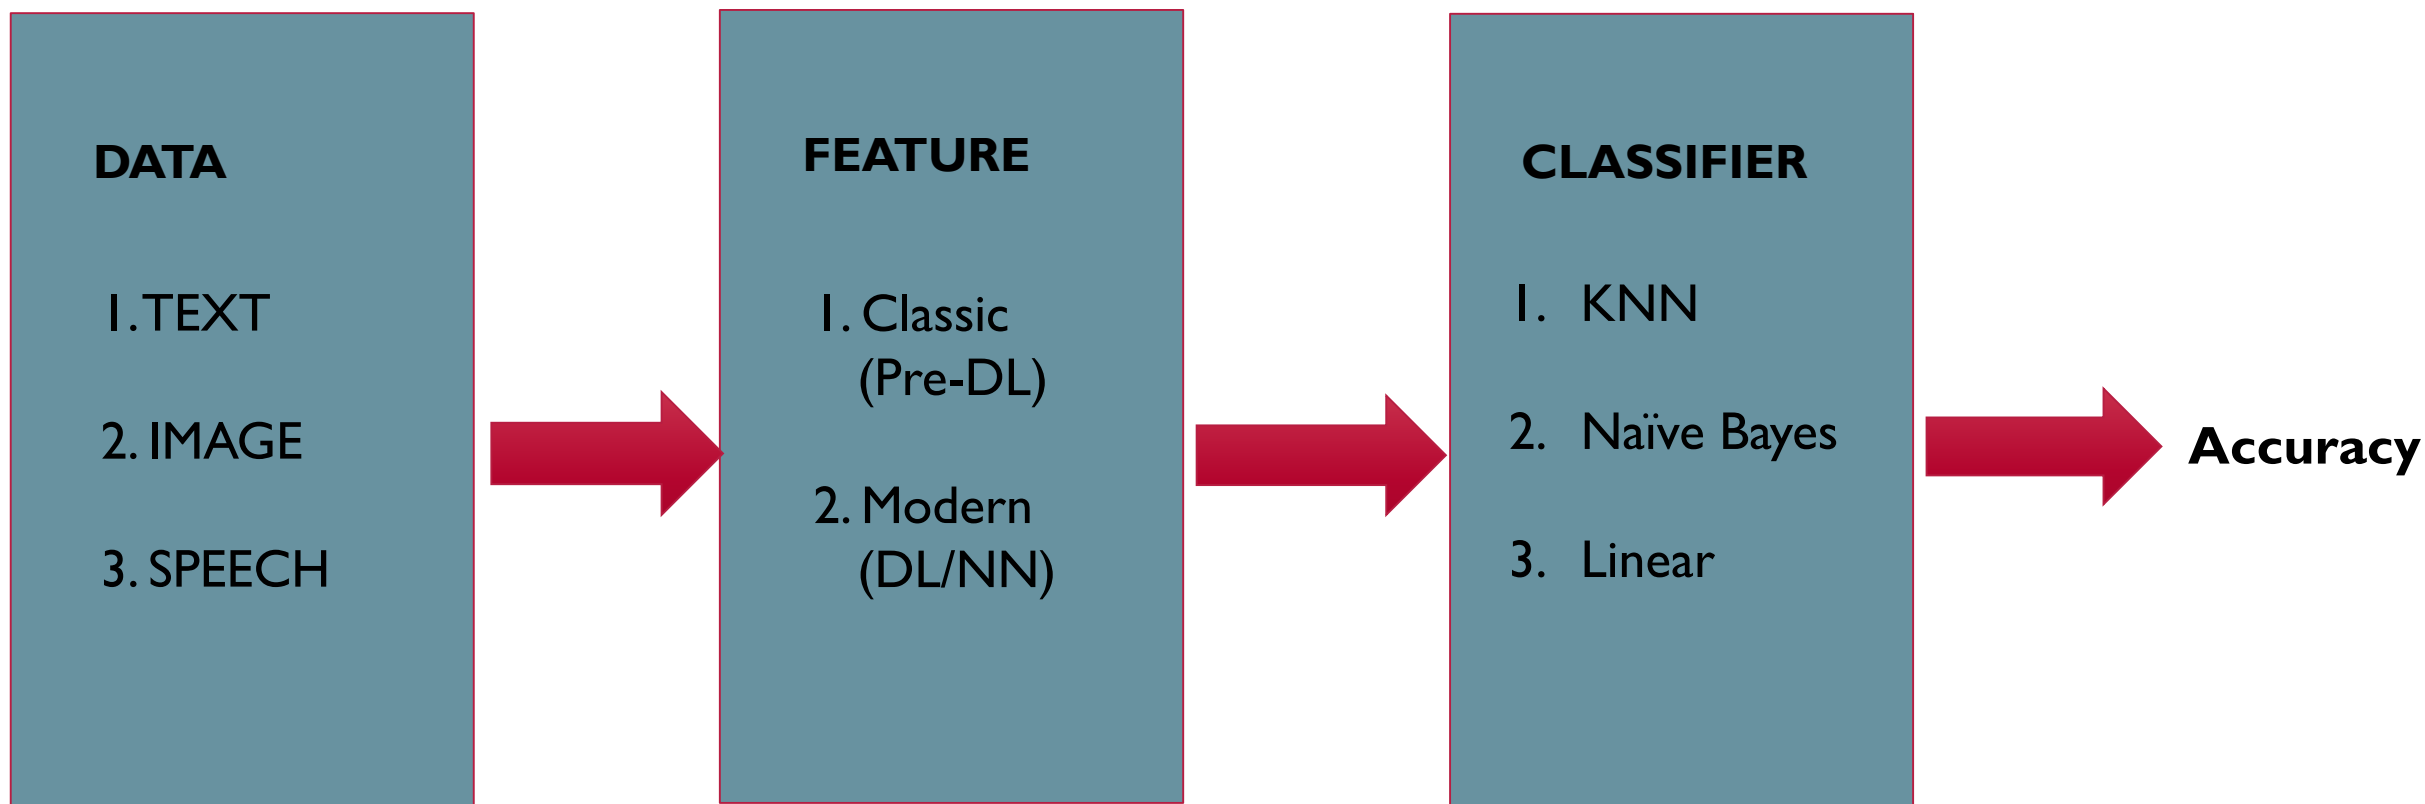 DATA
1. TEXT
2. IMAGE
3. SPEECH
FEATURE
1. Classic
(Pre-DL)
2. Modern
(DL/NN)
CLASSIFIER
1. KNN
2. Naïve Bayes
3. Linear
Accuracy